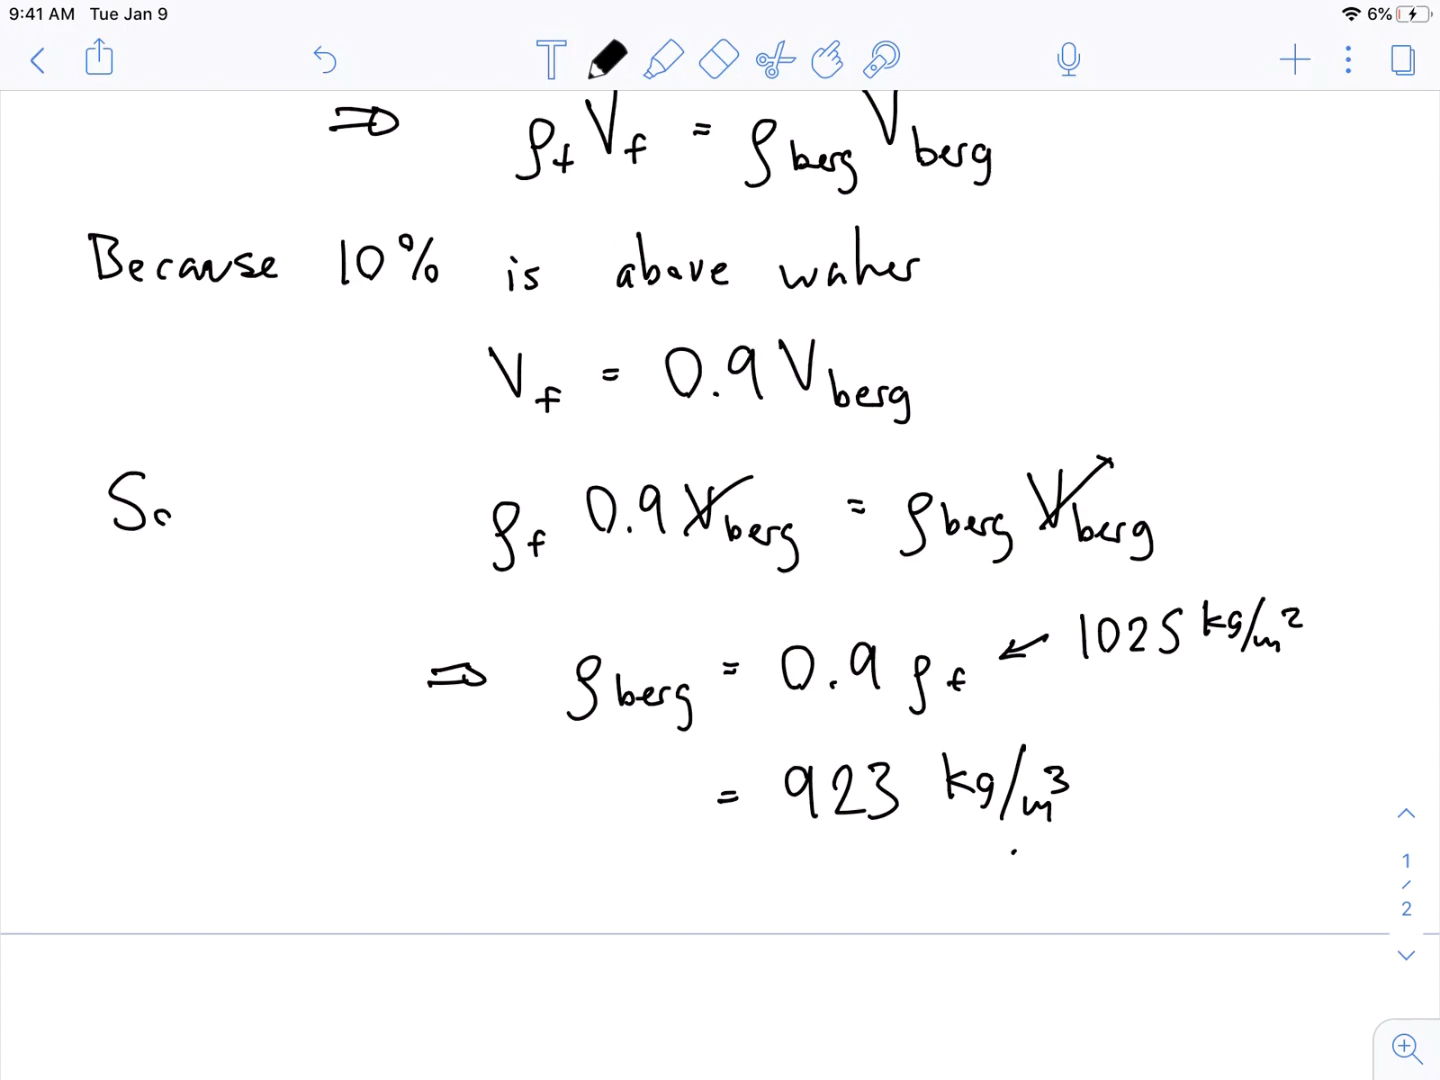 9:41 AM Tue Jan 9 6%
⇒ ρf Vf = ρberg Vberg
Because 10% is above water
Vf = 0.9 Vberg
So ρf 0.9 Vberg = ρberg Vberg
⇒ ρberg = 0.9 ρf ← 1025 kg/m²
= 923 kg/m³
1
/
2